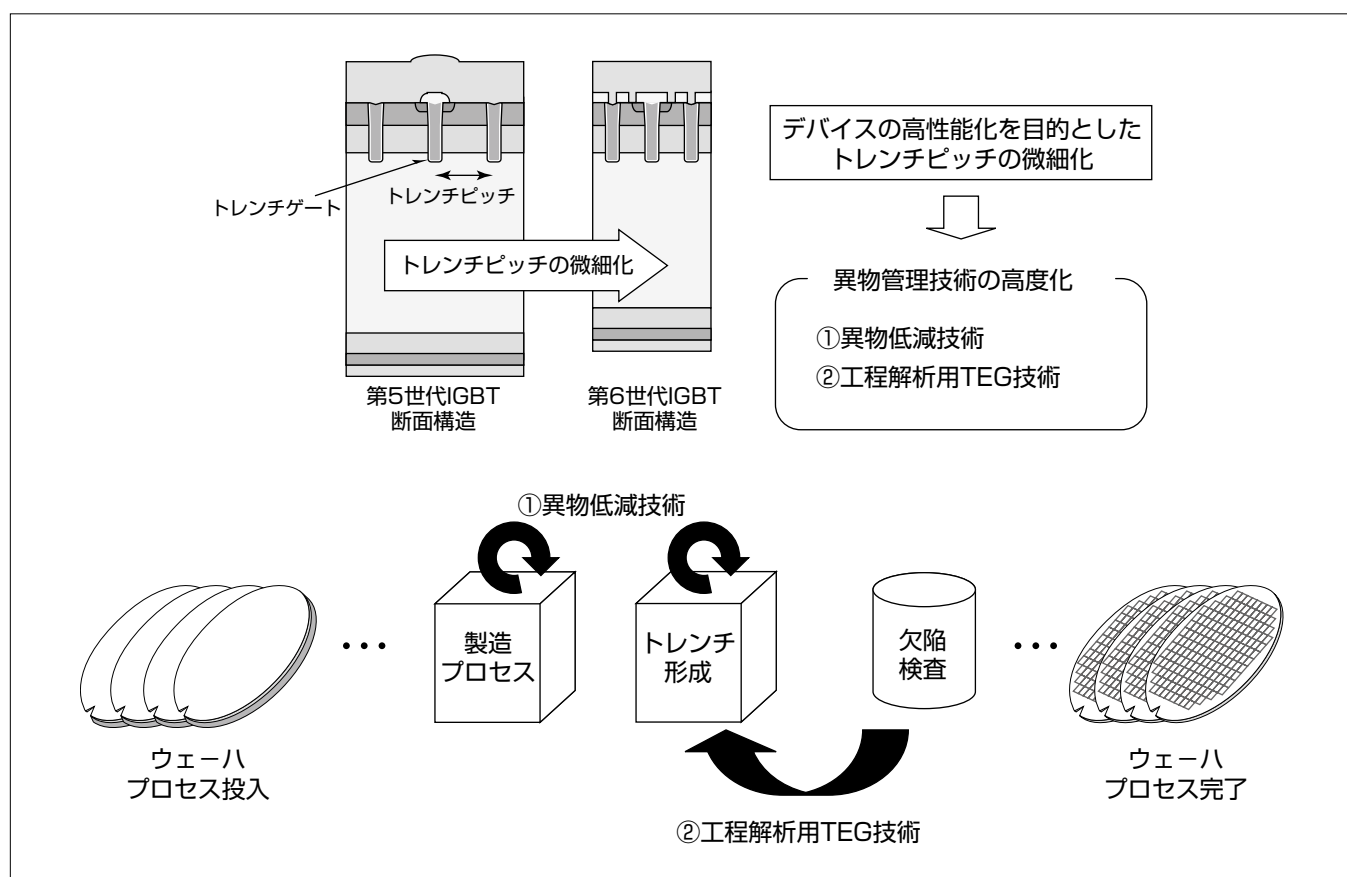 トレンチゲート
トレンチピッチ
トレンチピッチの微細化
第5世代IGBT
断面構造
第6世代IGBT
断面構造
デバイスの高性能化を目的とした
トレンチピッチの微細化
異物管理技術の高度化
①異物低減技術
②工程解析用TEG技術
①異物低減技術
ウェーハ
プロセス投入
･･･
製造
プロセス
トレンチ
形成
欠陥
検査
･･･
ウェーハ
プロセス完了
②工程解析用TEG技術